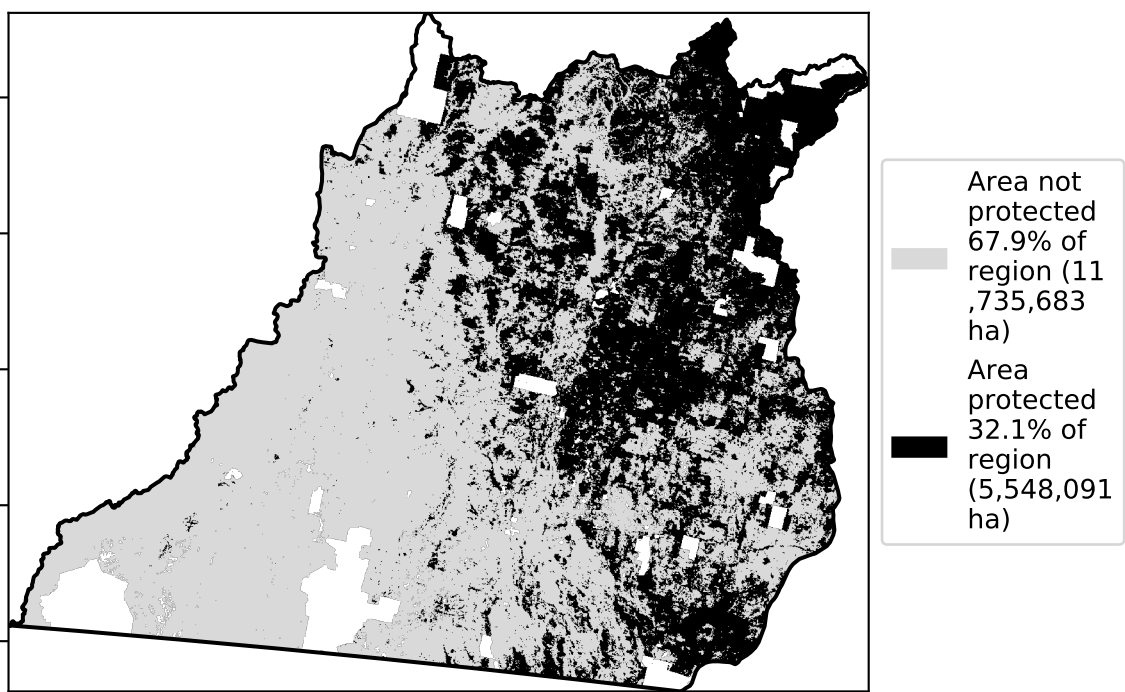 Area not
protected
67.9% of
region (11
,735,683
ha)
Area
protected
32.1% of
region
(5,548,091
ha)